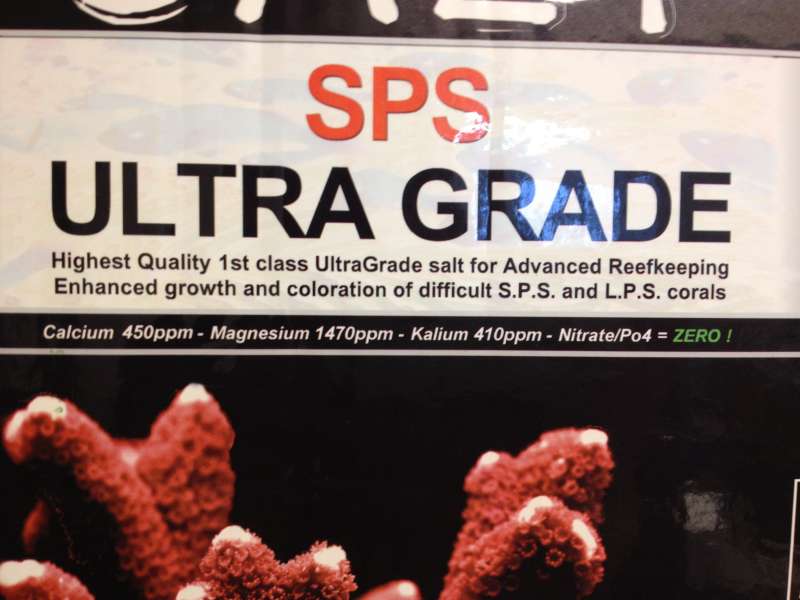 SPS
ULTRA GRADE
Highest Quality 1st class UltraGrade salt for Advanced Reefkeeping
Enhanced growth and coloration of difficult S.P.S. and L.P.S. corals
Calcium 450ppm - Magnesium 1470ppm - Kalium 410ppm - Nitrate/Po4 = ZERO !